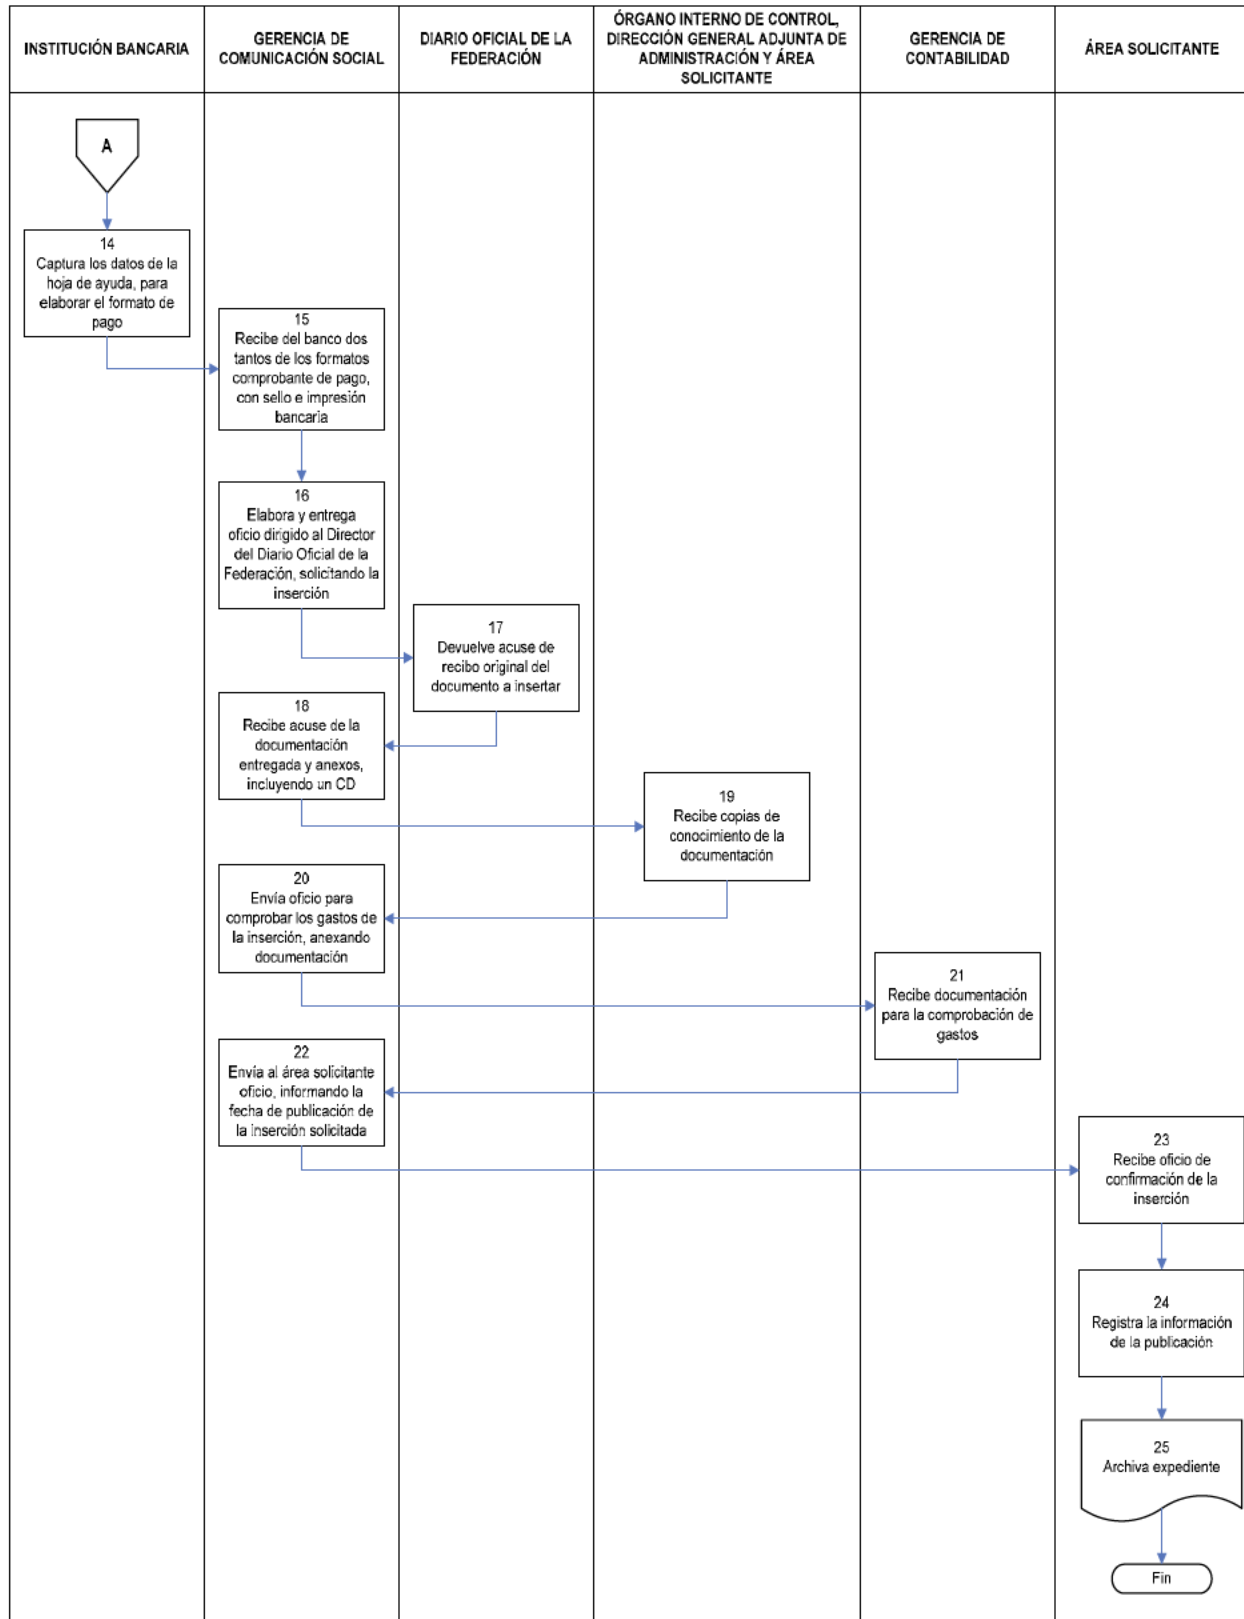 INSTITUCIÓN BANCARIA
GERENCIA DE
COMUNICACIÓN SOCIAL
DIARIO OFICIAL DE LA
FEDERACIÓN
ÓRGANO INTERNO DE CONTROL,
DIRECCIÓN GENERAL ADJUNTA DE
ADMINISTRACIÓN Y ÁREA
SOLICITANTE
GERENCIA DE
CONTABILIDAD
ÁREA SOLICITANTE
A
14
Captura los datos de la
hoja de ayuda, para
elaborar el formato de
pago
15
Recibe del banco dos
tantos de los formatos
comprobante de pago,
con sello e impresión
bancaria
16
Elabora y entrega
oficio dirigido al Director
del Diario Oficial de la
Federación, solicitando la
inserción
17
Devuelve acuse de
recibo original del
documento a insertar
18
Recibe acuse de la
documentación
entregada y anexos,
incluyendo un CD
19
Recibe copias de
conocimiento de la
documentación
20
Envía oficio para
comprobar los gastos de
la inserción, anexando
documentación
21
Recibe documentación
para la comprobación de
gastos
22
Envía al área solicitante
oficio, informando la
fecha de publicación de
la inserción solicitada
23
Recibe oficio de
confirmación de la
inserción
24
Registra la información
de la publicación
25
Archiva expediente
Fin